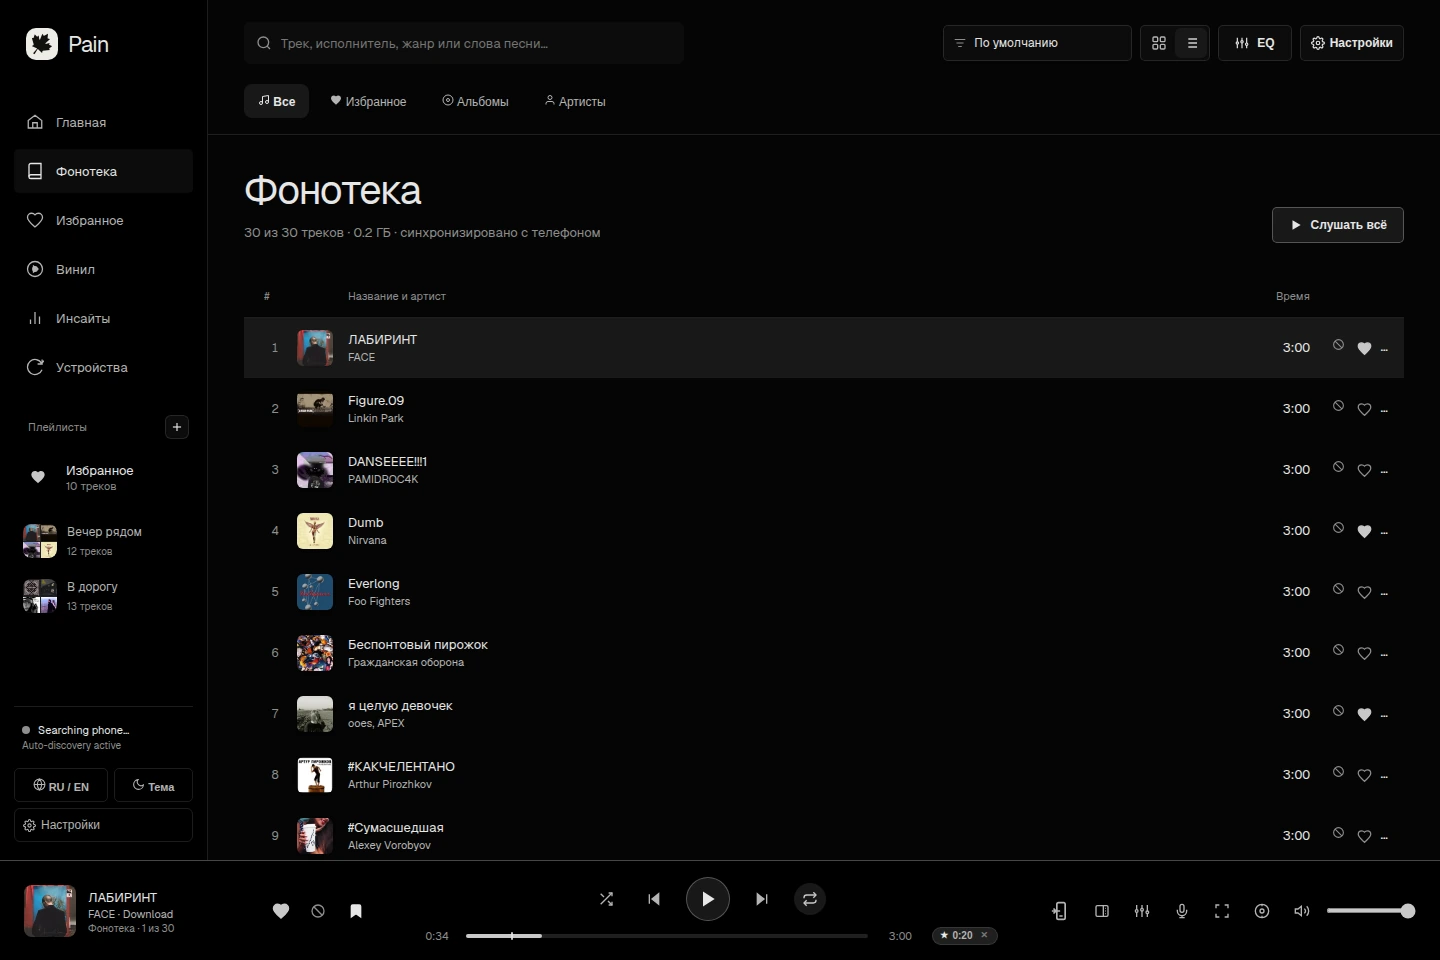 Pain
Трек, исполнитель, жанр или слова песни…
По умолчанию
EQ
Настройки
Все
Избранное
Альбомы
Артисты
Главная
Фонотека
Избранное
Винил
Инсайты
Устройства
Плейлисты
+
Избранное
10 треков
Вечер рядом
12 треков
В дорогу
13 треков
Searching phone…
Auto-discovery active
RU / EN
Тема
Настройки
Фонотека
30 из 30 треков · 0.2 ГБ · синхронизировано с телефоном
Слушать всё
# Название и артист Время
1 ЛАБИРИНТ 3:00 …
FACE
2 Figure.09 3:00 …
Linkin Park
3 DANSEEEE!!!1 3:00 …
PAMIDROC4K
4 Dumb 3:00 …
Nirvana
5 Everlong 3:00 …
Foo Fighters
6 Беспонтовый пирожок 3:00 …
Гражданская оборона
7 я целую девочек 3:00 …
ooes, APEX
8 #КАКЧЕЛЕНТАНО 3:00 …
Arthur Pirozhkov
9 #Сумасшедшая 3:00 …
Alexey Vorobyov
ЛАБИРИНТ
FACE · Download
Фонотека · 1 из 30
0:34
3:00
★ 0:20 ×